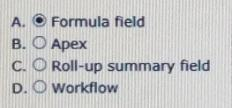 A. Formula field
B. Apex
C. Roll-up summary field
D. Workflow